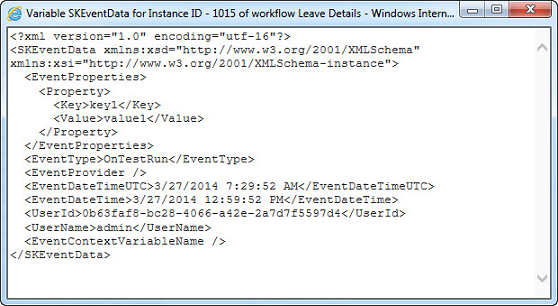 Variable SKEventData for Instance ID - 1015 of workflow Leave Details - Windows Intern...
<?xml version="1.0" encoding="utf-16"?>
<SKEventData xmlns:xsd="http://www.w3.org/2001/XMLSchema"
xmlns:xsi="http://www.w3.org/2001/XMLSchema-instance">
<EventProperties>
<Property>
<Key>key1</Key>
<Value>value1</Value>
</Property>
</EventProperties>
<EventType>OnTestRun</EventType>
<EventProvider />
<EventDateTimeUTC>3/27/2014 7:29:52 AM</EventDateTimeUTC>
<EventDateTime>3/27/2014 12:59:52 PM</EventDateTime>
<UserId>0b63faf8-bc28-4066-a42e-2a7d7f5597d4</UserId>
<UserName>admin</UserName>
<EventContextVariableName />
</SKEventData>